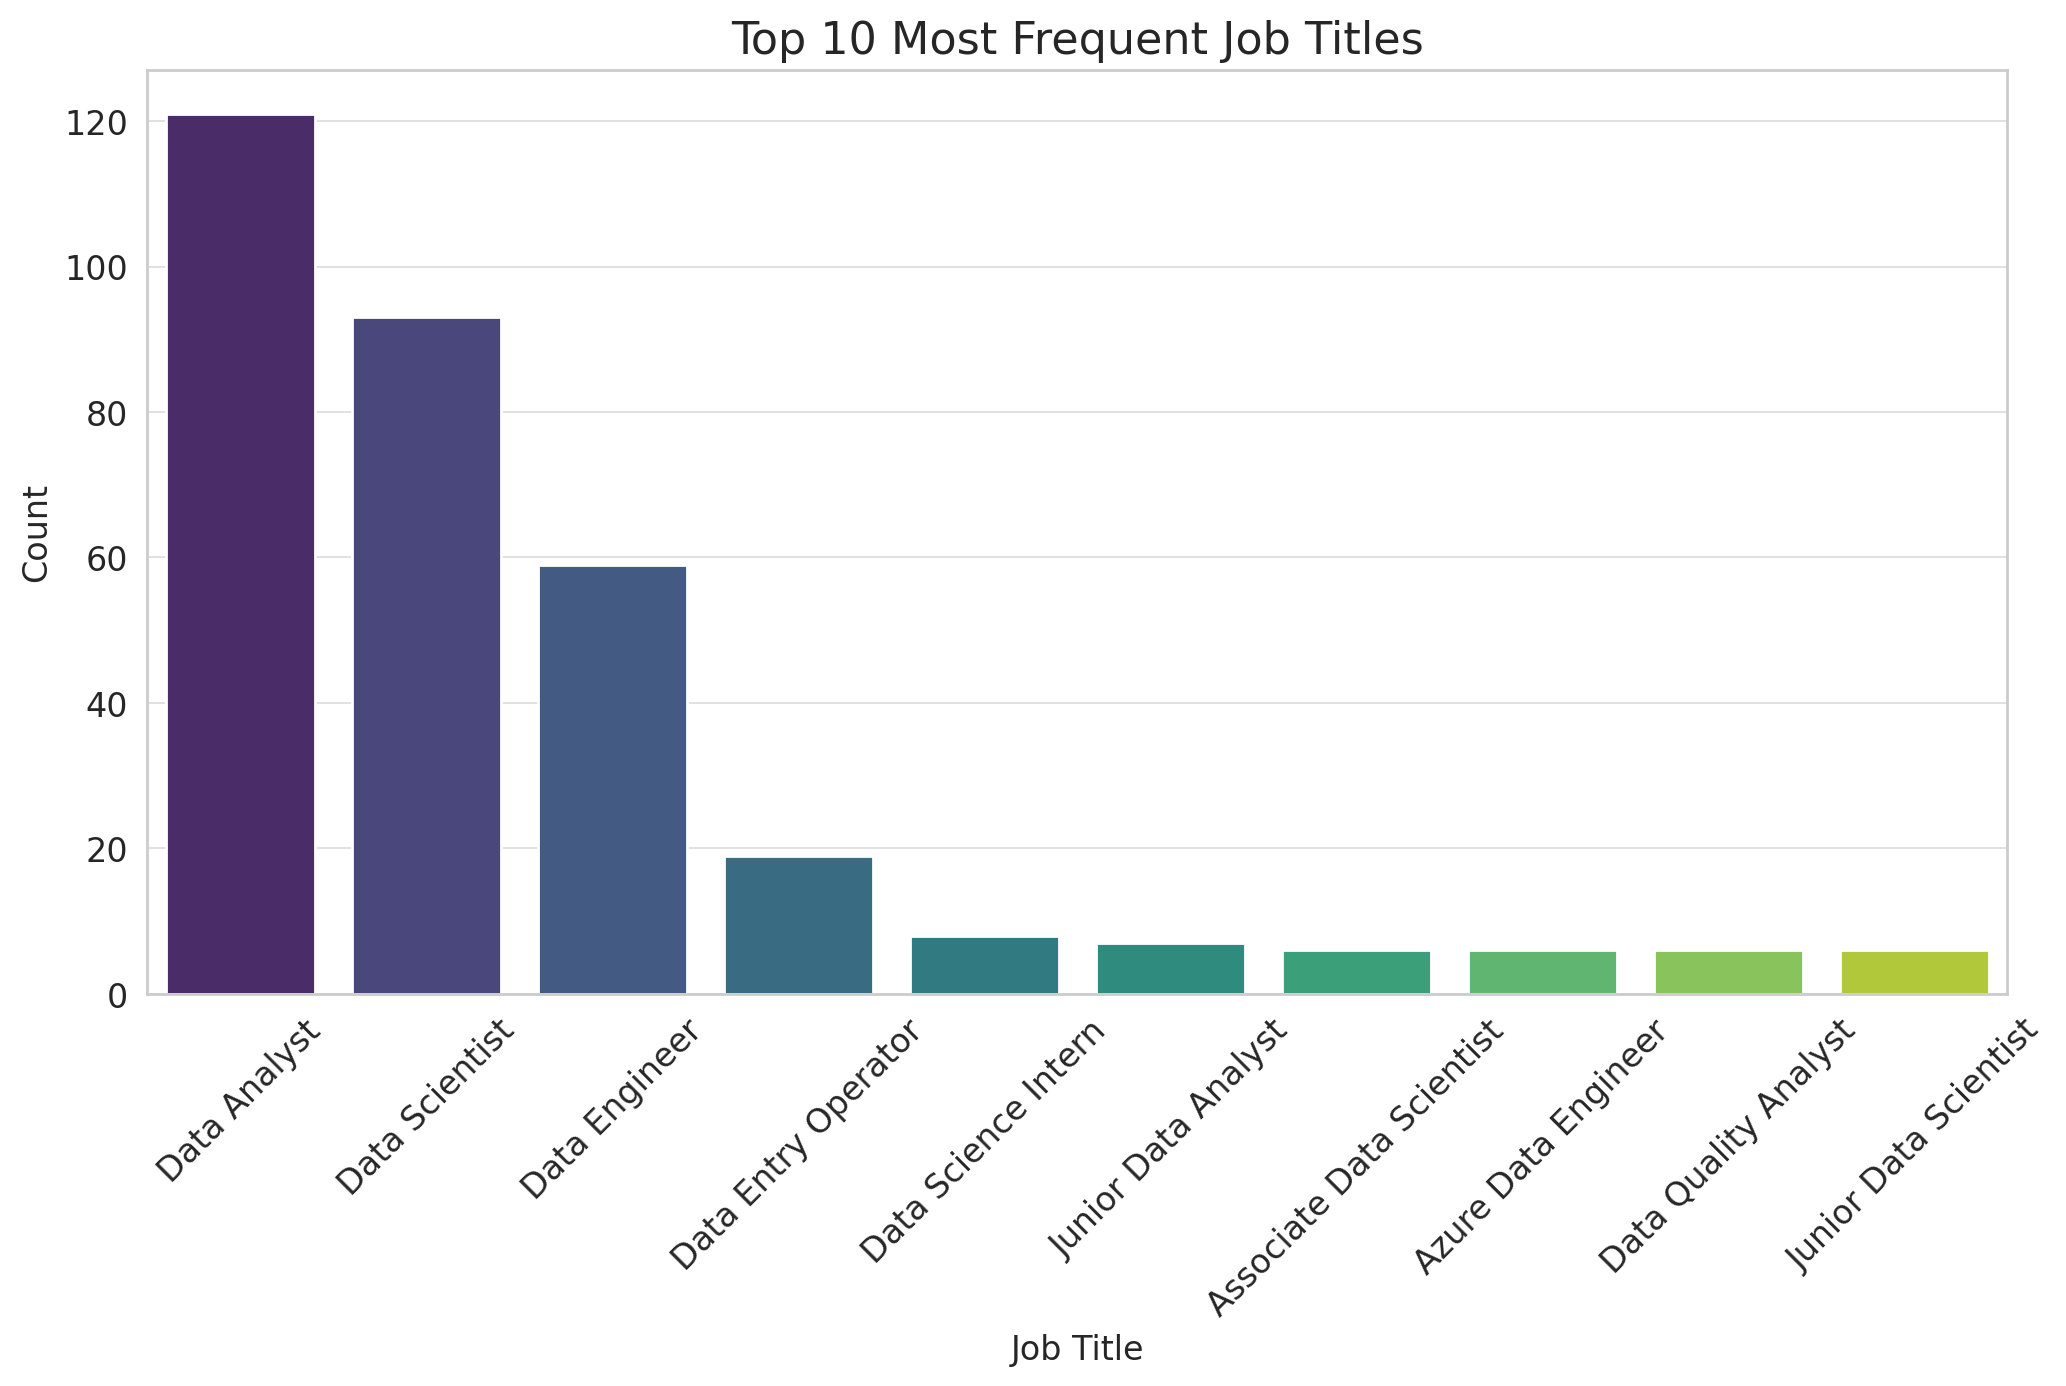 Top 10 Most Frequent Job Titles
Count
120
100
80
60
40
20
0
Data Analyst
Data Scientist
Data Engineer
Data Entry Operator
Data Science Intern
Junior Data Analyst
Associate Data Scientist
Azure Data Engineer
Data Quality Analyst
Junior Data Scientist
Job Title